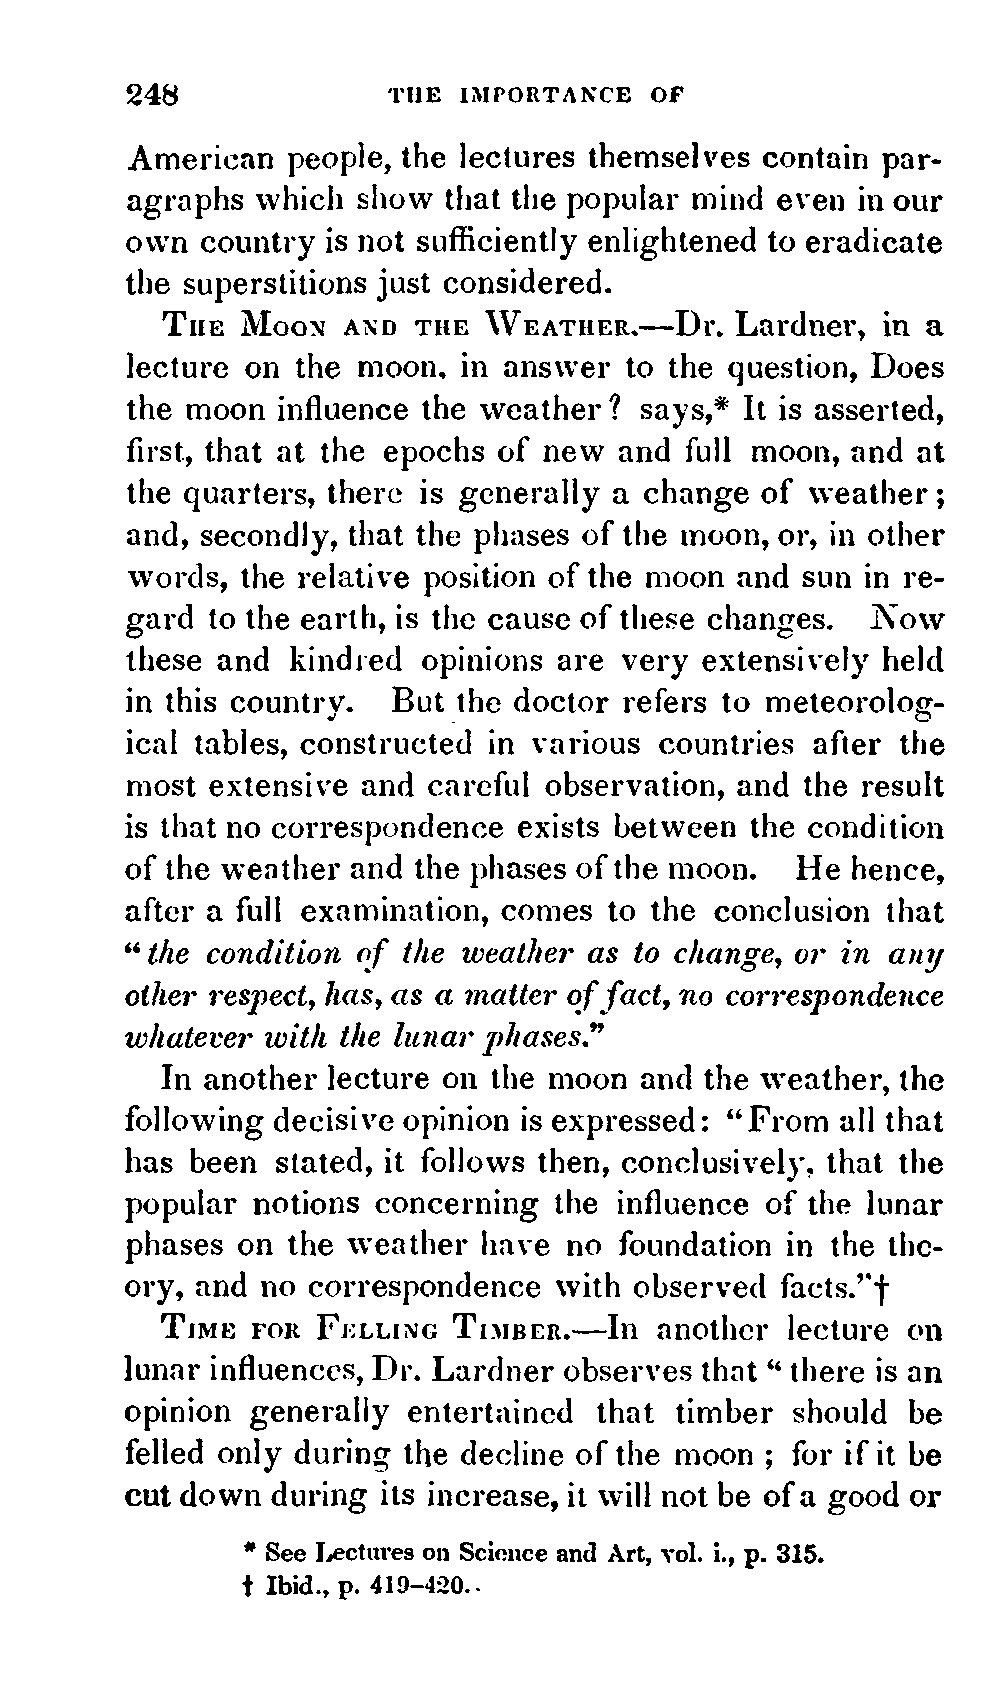 248 THE IMPORTANCE OF
American people, the lectures themselves contain par-
agraphs which show that the popular mind even in our
own country is not sufficiently enlightened to eradicate
the superstitions just considered.
The Moon and the Weather.—Dr. Lardner, in a
lecture on the moon, in answer to the question, Does
the moon influence the weather? says,* It is asserted,
first, that at the epochs of new and full moon, and at
the quarters, there is generally a change of weather;
and, secondly, that the phases of the moon, or, in other
words, the relative position of the moon and sun in re-
gard to the earth, is the cause of these changes. Now
these and kindred opinions are very extensively held
in this country. But the doctor refers to meteorolog-
ical tables, constructed in various countries after the
most extensive and careful observation, and the result
is that no correspondence exists between the condition
of the weather and the phases of the moon. He hence,
after a full examination, comes to the conclusion that
“the condition of the weather as to change, or in any
other respect, has, as a matter of fact, no correspondence
whatever with the lunar phases.”
In another lecture on the moon and the weather, the
following decisive opinion is expressed: “From all that
has been stated, it follows then, conclusively, that the
popular notions concerning the influence of the lunar
phases on the weather have no foundation in the the-
ory, and no correspondence with observed facts.”†
Time for Felling Timber.—In another lecture on
lunar influences, Dr. Lardner observes that “there is an
opinion generally entertained that timber should be
felled only during the decline of the moon; for if it be
cut down during its increase, it will not be of a good or
* See Lectures on Science and Art, vol. i., p. 315.
† Ibid., p. 419–420.